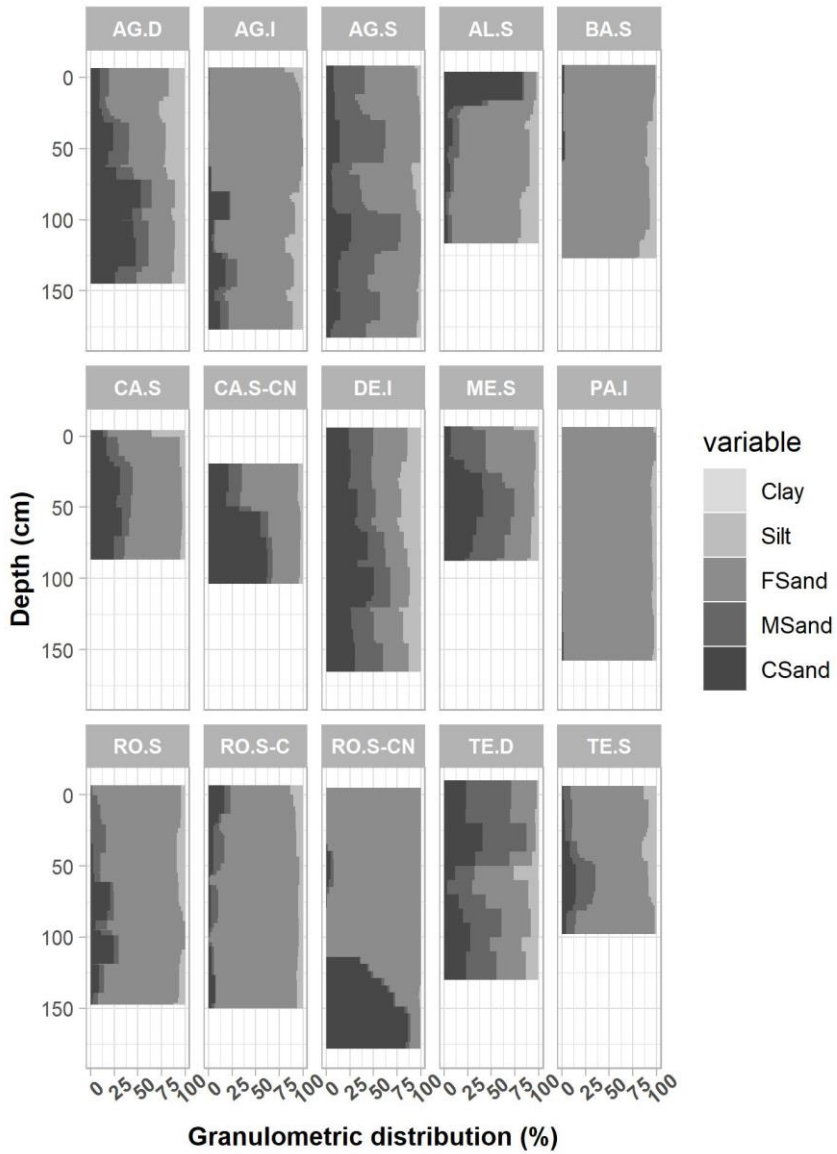 AG.D AG.I AG.S AL.S BA.S
0
50
100
150
CA.S CA.S-CN DE.I ME.S PA.I
0
50
100
150
RO.S RO.S-C RO.S-CN TE.D TE.S
0
50
100
150
0 25 50 75 100 0 25 50 75 100 0 25 50 75 100 0 25 50 75 100 0 25 50 75 100
Depth (cm)
Granulometric distribution (%)
variable
Clay
Silt
FSand
MSand
CSand